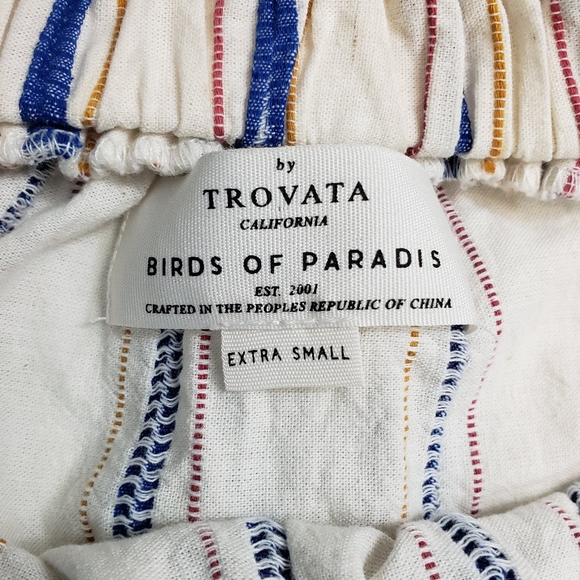 by
TROVATA
CALIFORNIA
BIRDS OF PARADIS
EST. 2001
CRAFTED IN THE PEOPLES REPUBLIC OF CHINA
EXTRA SMALL